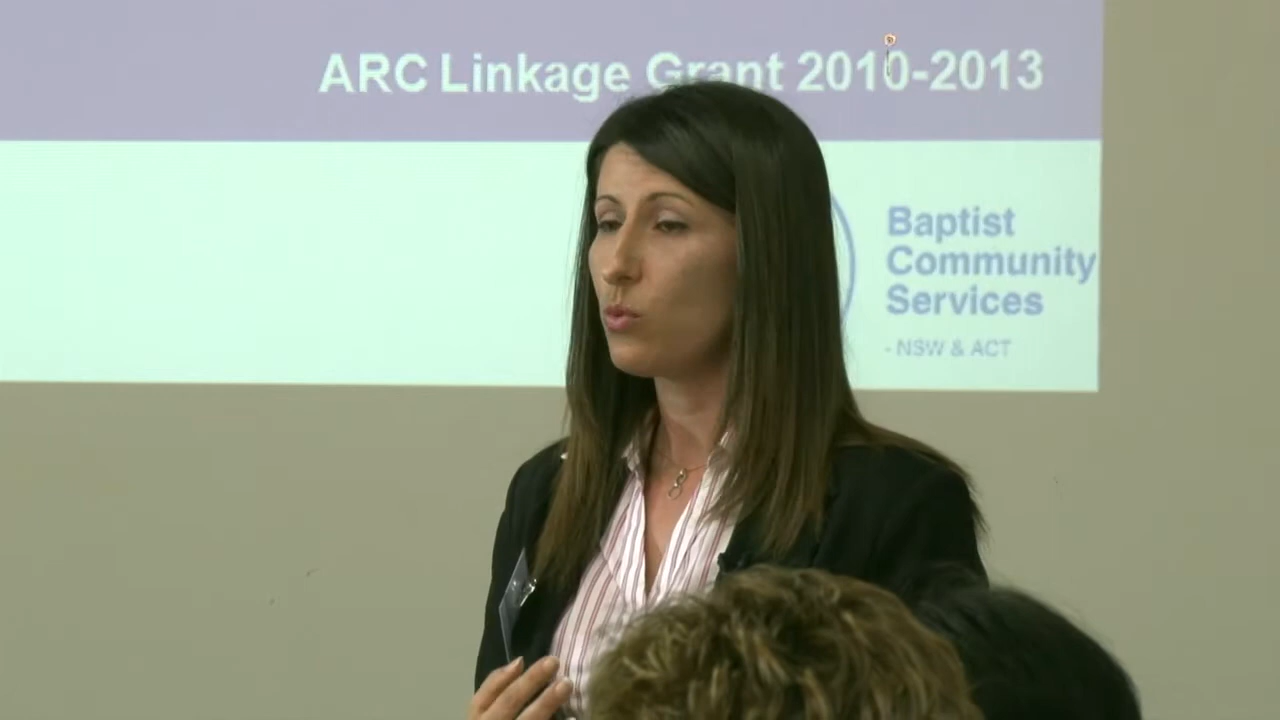 ARC Linkage Grant 2010-2013
Baptist
Community
Services
- NSW & ACT